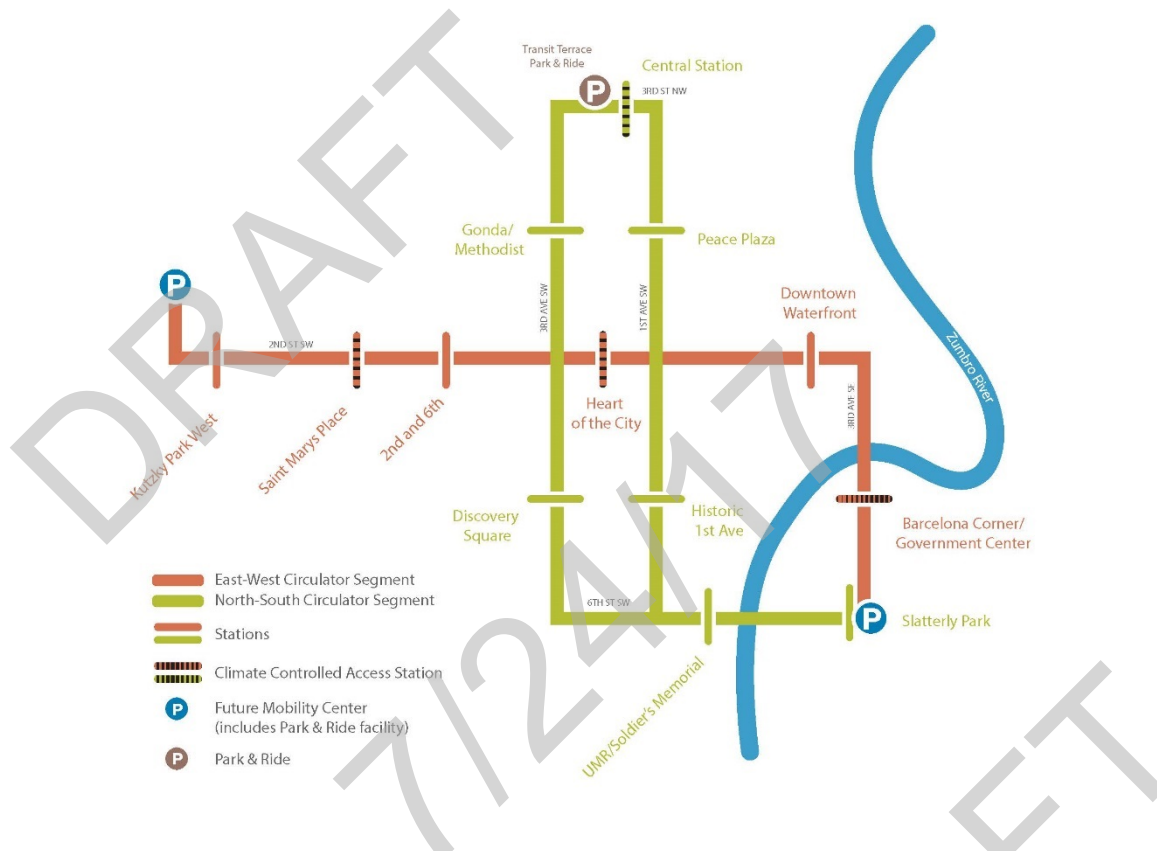 Transit Terrace
Park & Ride
P
Central Station
3RD ST NW
Gonda/
Methodist
Peace Plaza
P
3RD AVE SW
1ST AVE SW
Downtown
Waterfront
2ND ST SW
Zumbro River
3RD AVE SE
Kutzky Park West
Saint Marys Place
2nd and 6th
Heart
of the City
Discovery
Square
Historic
1st Ave
Barcelona Corner/
Government Center
6TH ST SW
UMR/Soldier's Memorial
P
Slatterly Park
East-West Circulator Segment
North-South Circulator Segment
Stations
Climate Controlled Access Station
P
Future Mobility Center
(includes Park & Ride facility)
P
Park & Ride
DRAFT
7/24/17